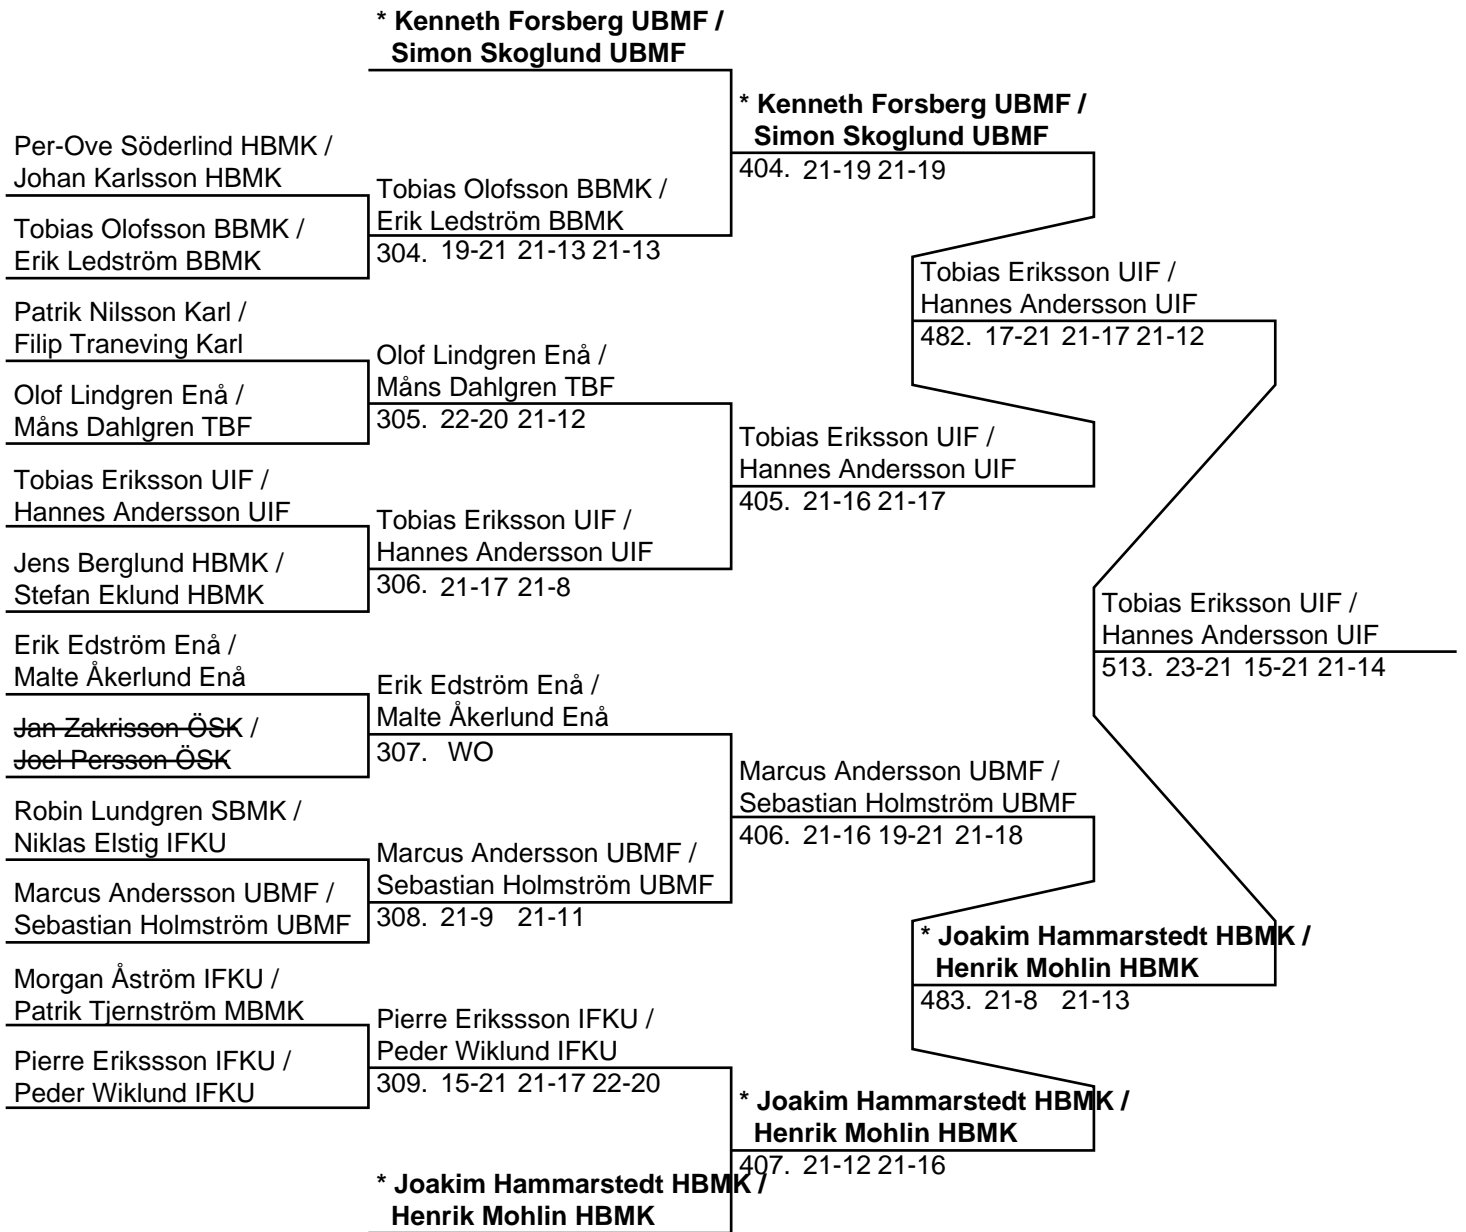 * Kenneth Forsberg UBMF /
Simon Skoglund UBMF
Per-Ove Söderlind HBMK /
Johan Karlsson HBMK
Tobias Olofsson BBMK /
Erik Ledström BBMK
Patrik Nilsson Karl /
Filip Traneving Karl
Olof Lindgren Enå /
Måns Dahlgren TBF
Tobias Eriksson UIF /
Hannes Andersson UIF
Jens Berglund HBMK /
Stefan Eklund HBMK
Erik Edström Enå /
Malte Åkerlund Enå
Jan Zakrisson ÖSK /
Joel Persson ÖSK
Robin Lundgren SBMK /
Niklas Elstig IFKU
Marcus Andersson UBMF /
Sebastian Holmström UBMF
Morgan Åström IFKU /
Patrik Tjernström MBMK
Pierre Erikssson IFKU /
Peder Wiklund IFKU
Tobias Olofsson BBMK /
Erik Ledström BBMK
304. 19-21 21-13 21-13
Olof Lindgren Enå /
Måns Dahlgren TBF
305. 22-20 21-12
Tobias Eriksson UIF /
Hannes Andersson UIF
306. 21-17 21-8
Erik Edström Enå /
Malte Åkerlund Enå
307. WO
Marcus Andersson UBMF /
Sebastian Holmström UBMF
308. 21-9 21-11
Pierre Erikssson IFKU /
Peder Wiklund IFKU
309. 15-21 21-17 22-20
* Joakim Hammarstedt HBMK /
Henrik Mohlin HBMK
* Kenneth Forsberg UBMF /
Simon Skoglund UBMF
404. 21-19 21-19
Tobias Eriksson UIF /
Hannes Andersson UIF
405. 21-16 21-17
Marcus Andersson UBMF /
Sebastian Holmström UBMF
406. 21-16 19-21 21-18
* Joakim Hammarstedt HBMK /
Henrik Mohlin HBMK
407. 21-12 21-16
Tobias Eriksson UIF /
Hannes Andersson UIF
482. 17-21 21-17 21-12
* Joakim Hammarstedt HBMK /
Henrik Mohlin HBMK
483. 21-8 21-13
Tobias Eriksson UIF /
Hannes Andersson UIF
513. 23-21 15-21 21-14